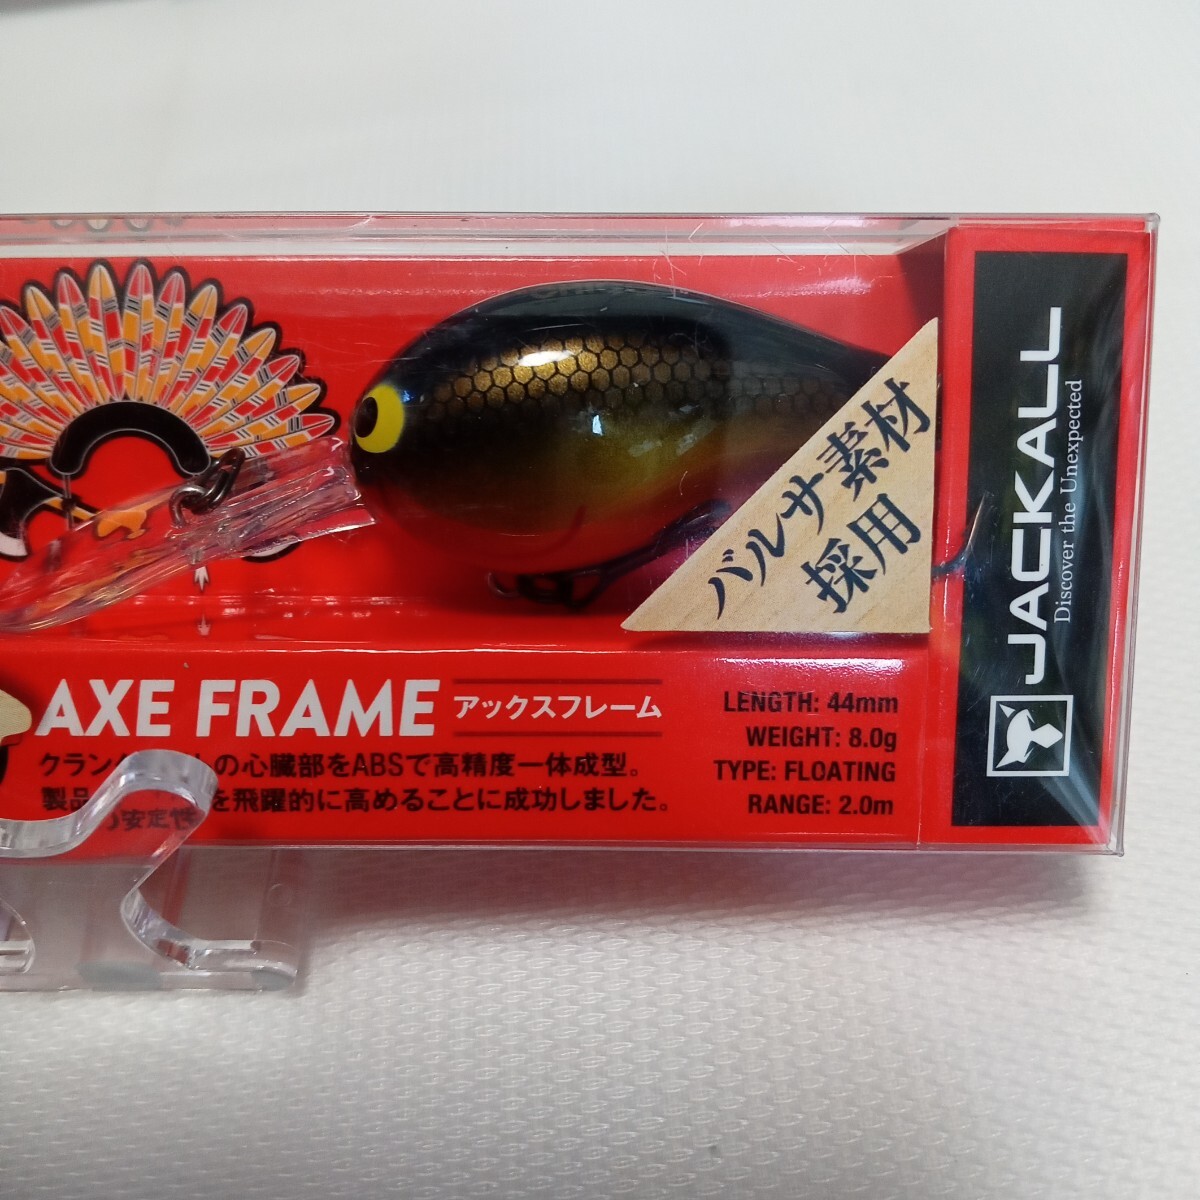 バルサ素材
採用
JACKALL
Discover the Unexpected
AXE FRAME アックスフレーム
クラン の心臓部をABSで高精度一体成型。
製品 を飛躍的に高めることに成功しました。
安定性
LENGTH: 44mm
WEIGHT: 8.0g
TYPE: FLOATING
RANGE: 2.0m